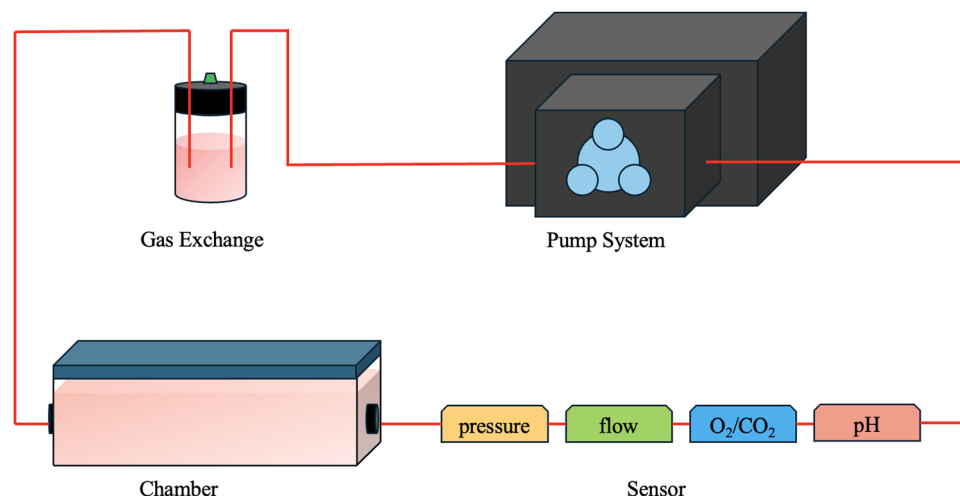 Gas Exchange
Pump System
pressure
flow
O₂/CO₂
pH
Chamber
Sensor